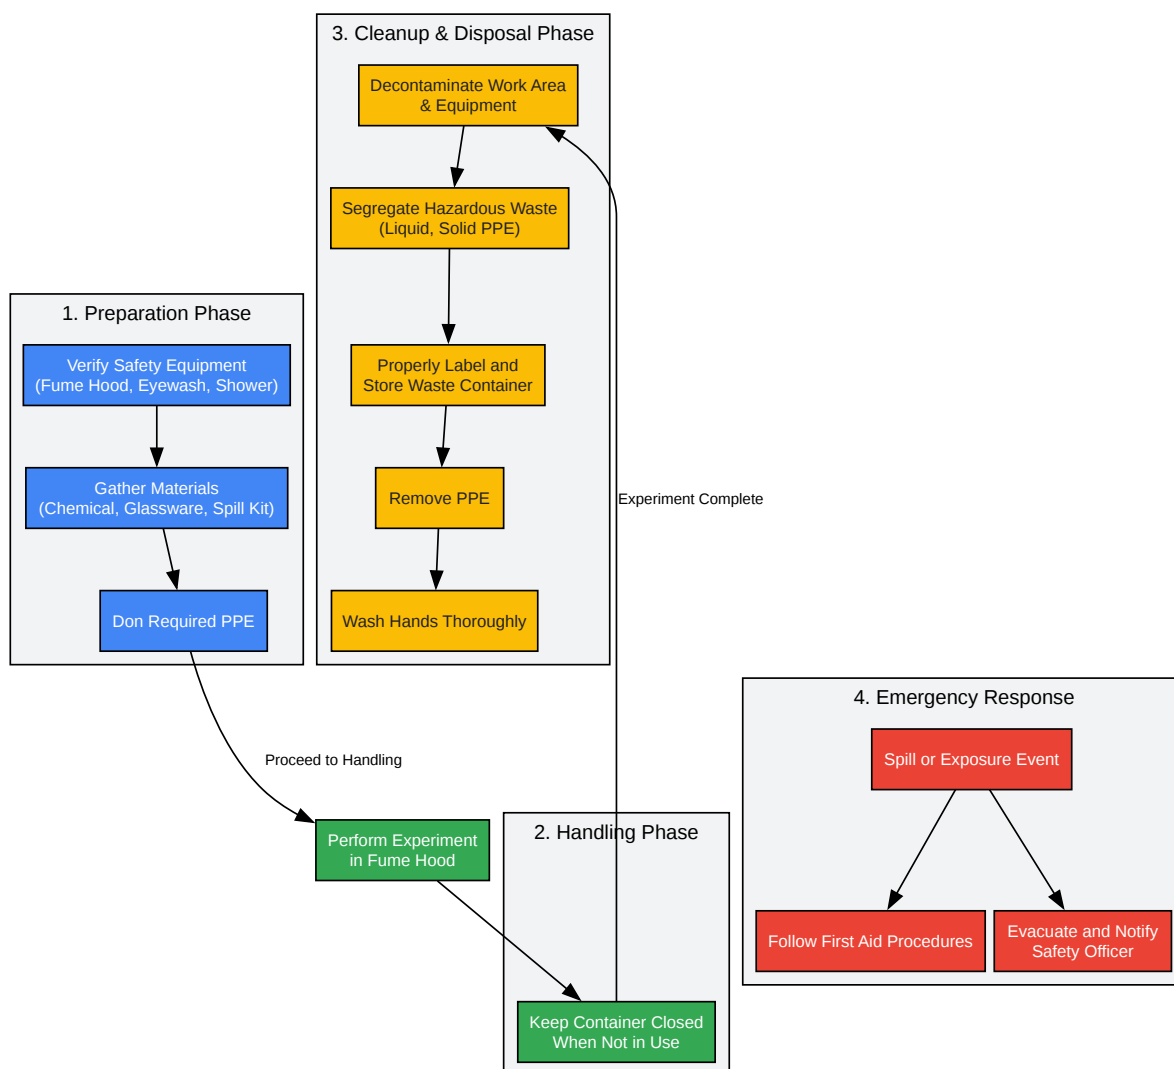 1. Preparation Phase
Verify Safety Equipment
(Fume Hood, Eyewash, Shower)
Gather Materials
(Chemical, Glassware, Spill Kit)
Don Required PPE
Proceed to Handling
Perform Experiment
in Fume Hood
2. Handling Phase
Keep Container Closed
When Not in Use
Experiment Complete
3. Cleanup & Disposal Phase
Decontaminate Work Area
& Equipment
Segregate Hazardous Waste
(Liquid, Solid PPE)
Properly Label and
Store Waste Container
Remove PPE
Wash Hands Thoroughly
4. Emergency Response
Spill or Exposure Event
Follow First Aid Procedures
Evacuate and Notify
Safety Officer